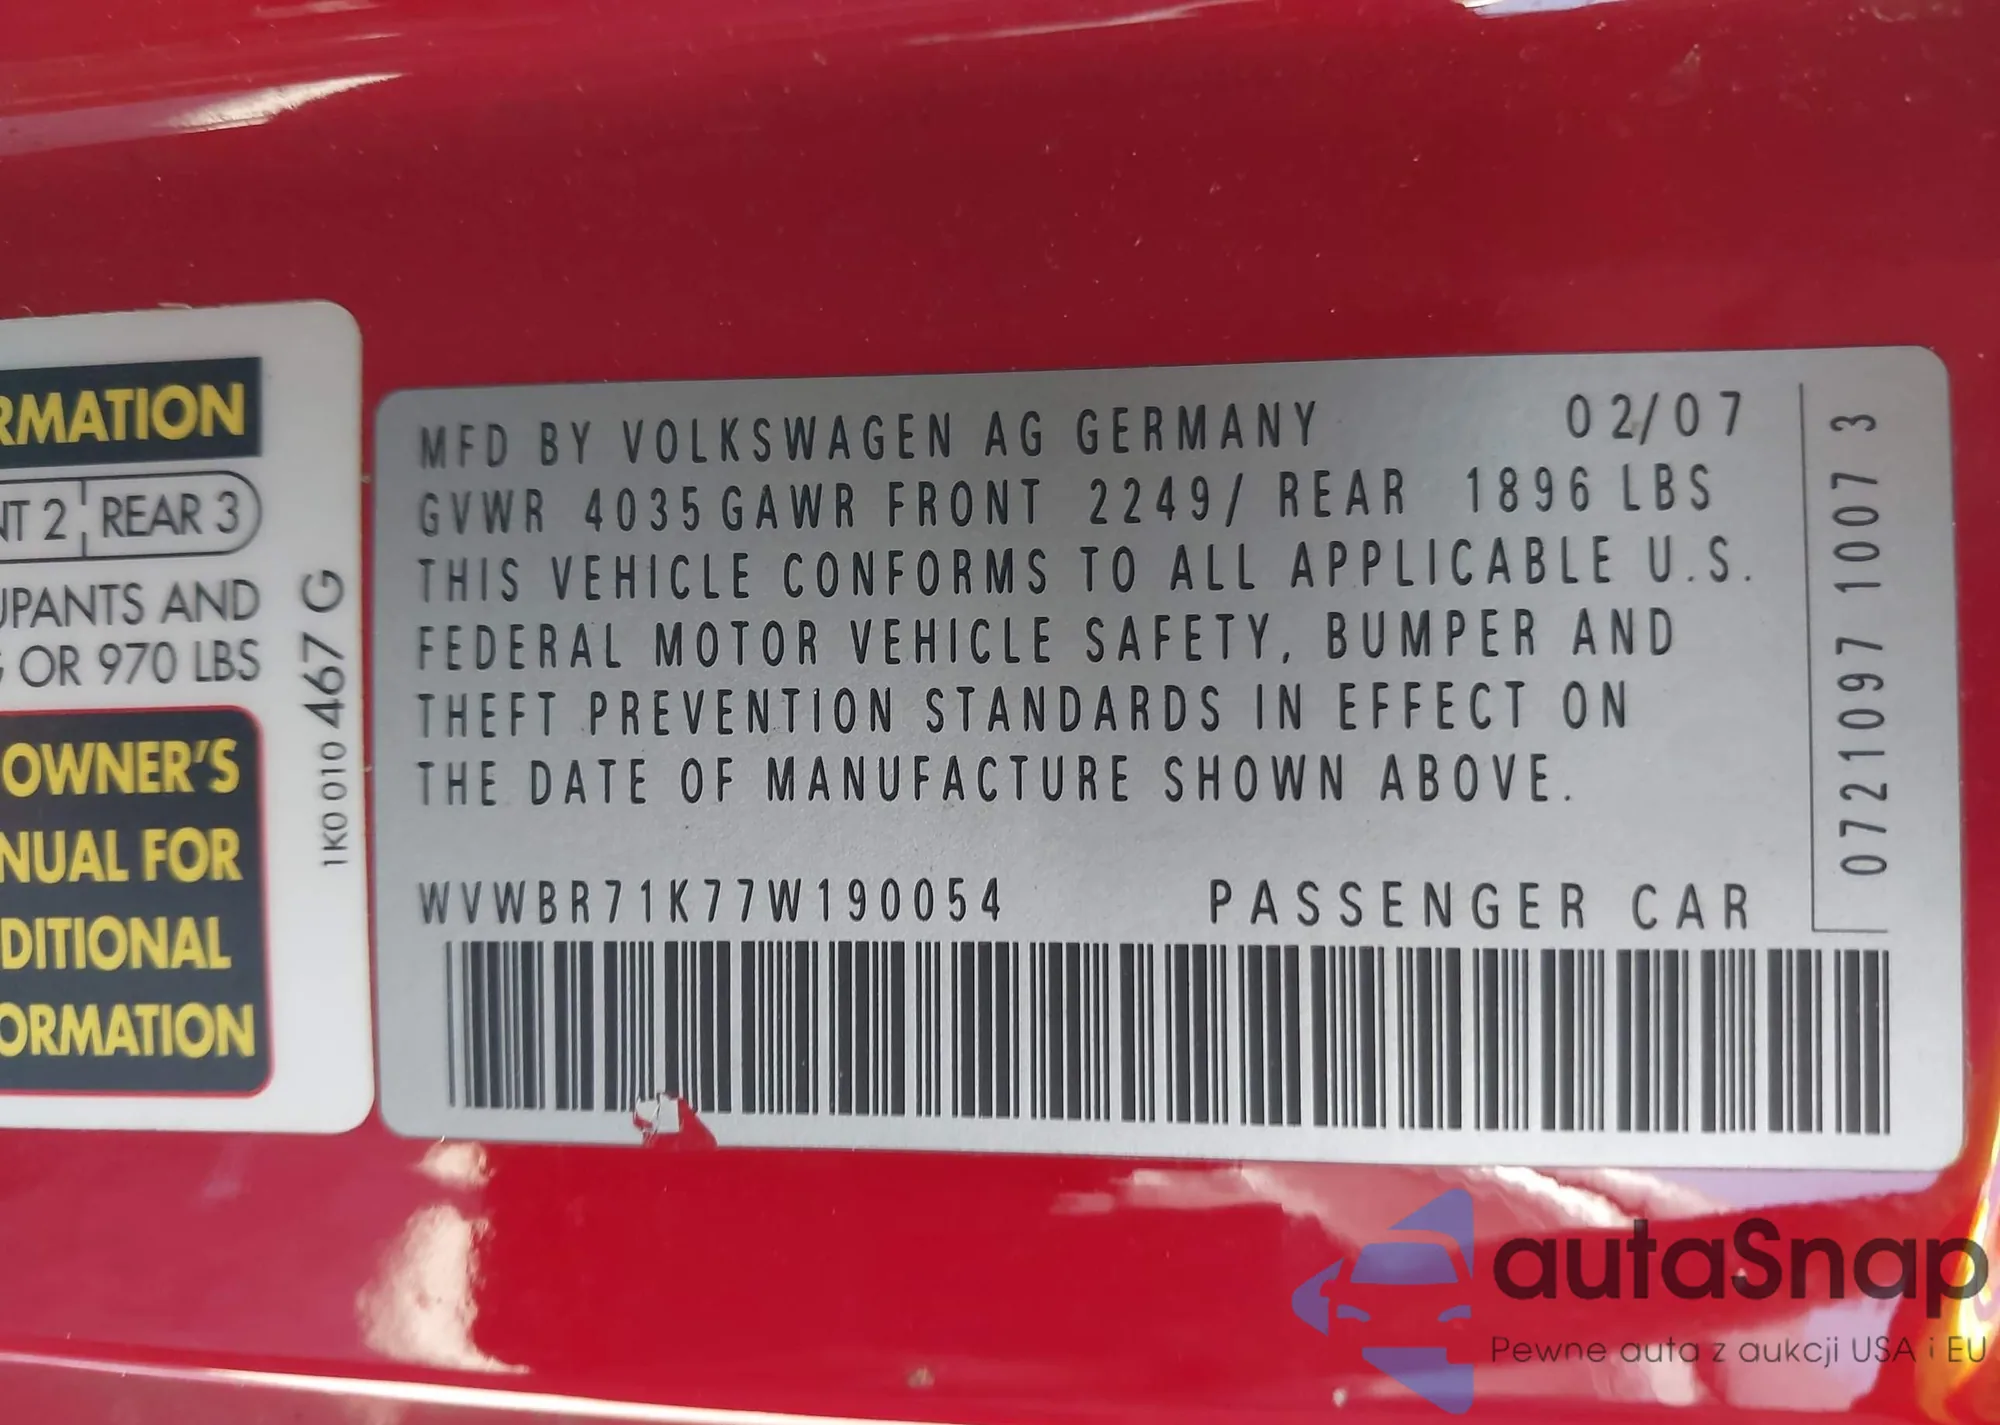 RMATION
NT 2 REAR 3
UPANTS AND
OR 970 LBS
OWNER'S
NUAL FOR
DITIONAL
ORMATION
1K0 010 467 G
MFD BY VOLKSWAGEN AG GERMANY 02/07
GVWR 4035 GAWR FRONT 2249/ REAR 1896 LBS
THIS VEHICLE CONFORMS TO ALL APPLICABLE U.S.
FEDERAL MOTOR VEHICLE SAFETY, BUMPER AND
THEFT PREVENTION STANDARDS IN EFFECT ON
THE DATE OF MANUFACTURE SHOWN ABOVE.
WVWBR71K77W190054 PASSENGER CAR
0721097 1007 3
autaSnap
Pewne auta z aukcji USA i EU